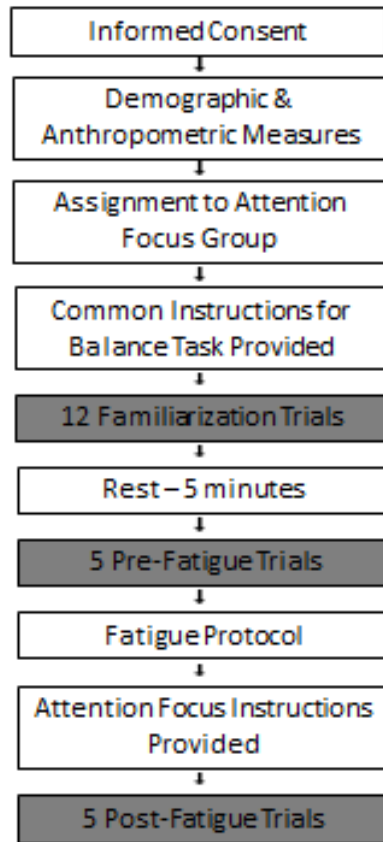 Informed Consent
Demographic &
Anthropometric Measures
Assignment to Attention
Focus Group
Common Instructions for
Balance Task Provided
12 Familiarization Trials
Rest – 5 minutes
5 Pre-Fatigue Trials
Fatigue Protocol
Attention Focus Instructions
Provided
5 Post-Fatigue Trials